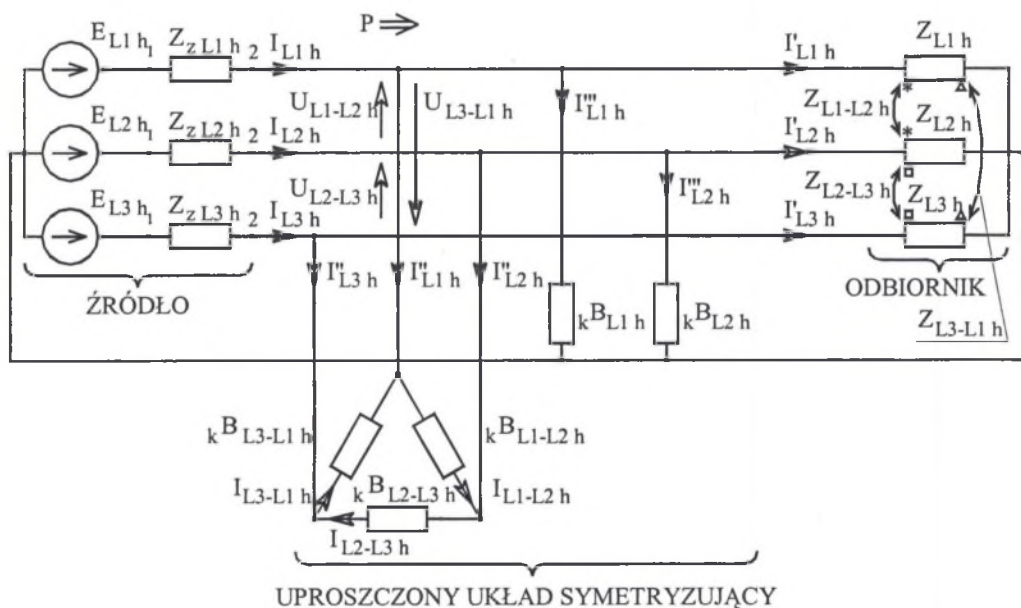 P ⇒
E L1 h 1 Z z L1 h 2 I L1 h I' L1 h Z L1 h
U L1-L2 h U L3-L1 h I''' L1 h Z L1-L2 h * Δ
E L2 h 1 Z z L2 h 2 I L2 h I' L2 h * Z L2 h
U L2-L3 h I''' L2 h Z L2-L3 h □
E L3 h 1 Z z L3 h 2 I L3 h I' L3 h □ Z L3 h Δ
I'' L3 h I'' L1 h I'' L2 h
ŹRÓDŁO
ODBIORNIK
k B L1 h k B L2 h
Z L3-L1 h
k B L3-L1 h k B L1-L2 h
I L3-L1 h k B L2-L3 h I L1-L2 h
I L2-L3 h
UPROSZCZONY UKŁAD SYMETRYZUJĄCY